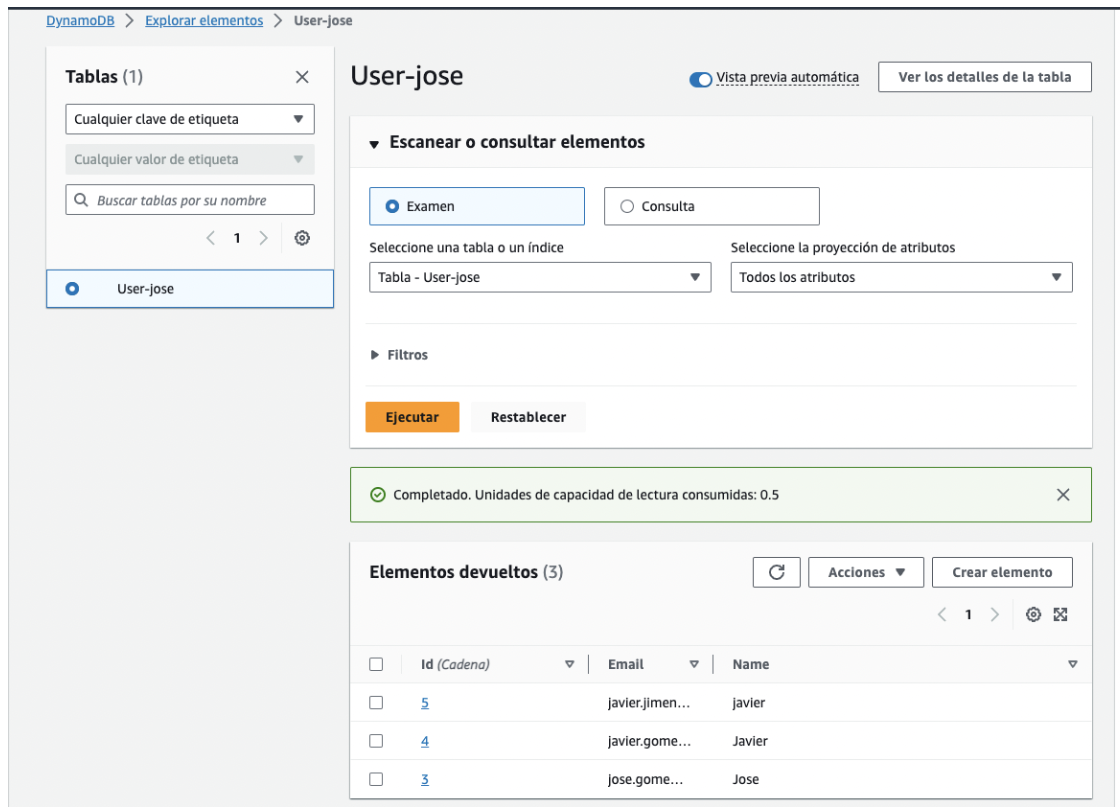 DynamoDB > Explorar elementos > User-jose
Tablas (1)
Cualquier clave de etiqueta
Cualquier valor de etiqueta
Buscar tablas por su nombre
1
User-jose
User-jose
Vista previa automática
Ver los detalles de la tabla
Escanear o consultar elementos
Examen
Consulta
Seleccione una tabla o un índice
Seleccione la proyección de atributos
Tabla - User-jose
Todos los atributos
Filtros
Ejecutar
Restablecer
Completado. Unidades de capacidad de lectura consumidas: 0.5
Elementos devueltos (3)
Acciones
Crear elemento
1
Id (Cadena) Email Name
5 javier.jimen... javier
4 javier.gome... Javier
3 jose.gome... Jose